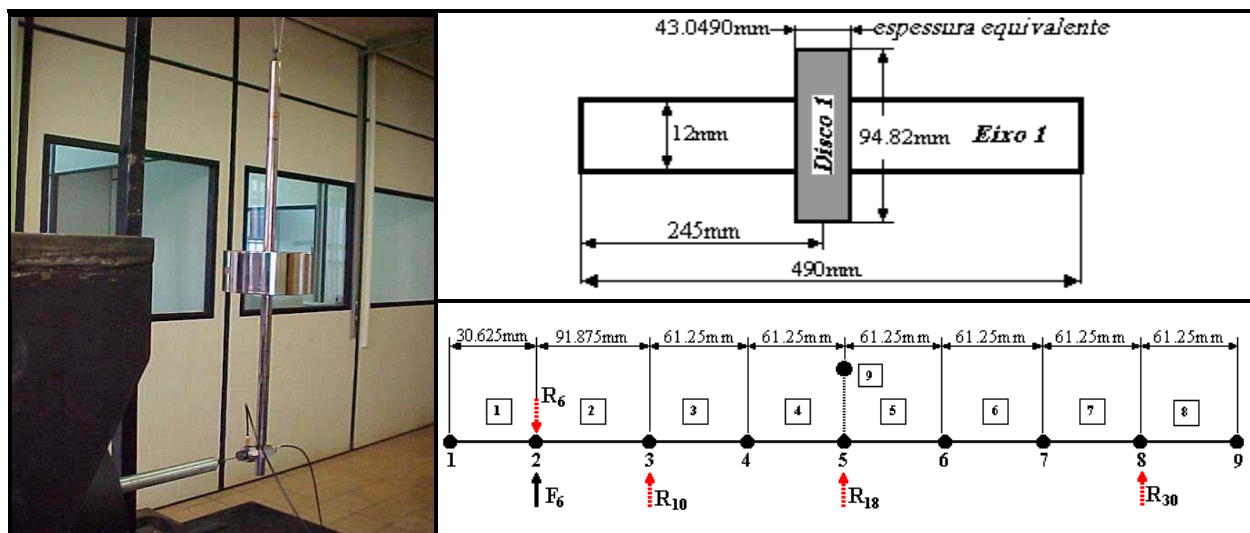 43.0490mm espessura equivalente
12mm
Disco 1
94.82mm
Eixo 1
245mm
490mm
30.625mm 91.875mm 61.25mm 61.25mm 61.25mm 61.25mm 61.25mm 61.25mm
9
R6
1 2 3 4 5 6 7 8
1 2 3 4 5 6 7 8 9
F6 R10 R18 R30